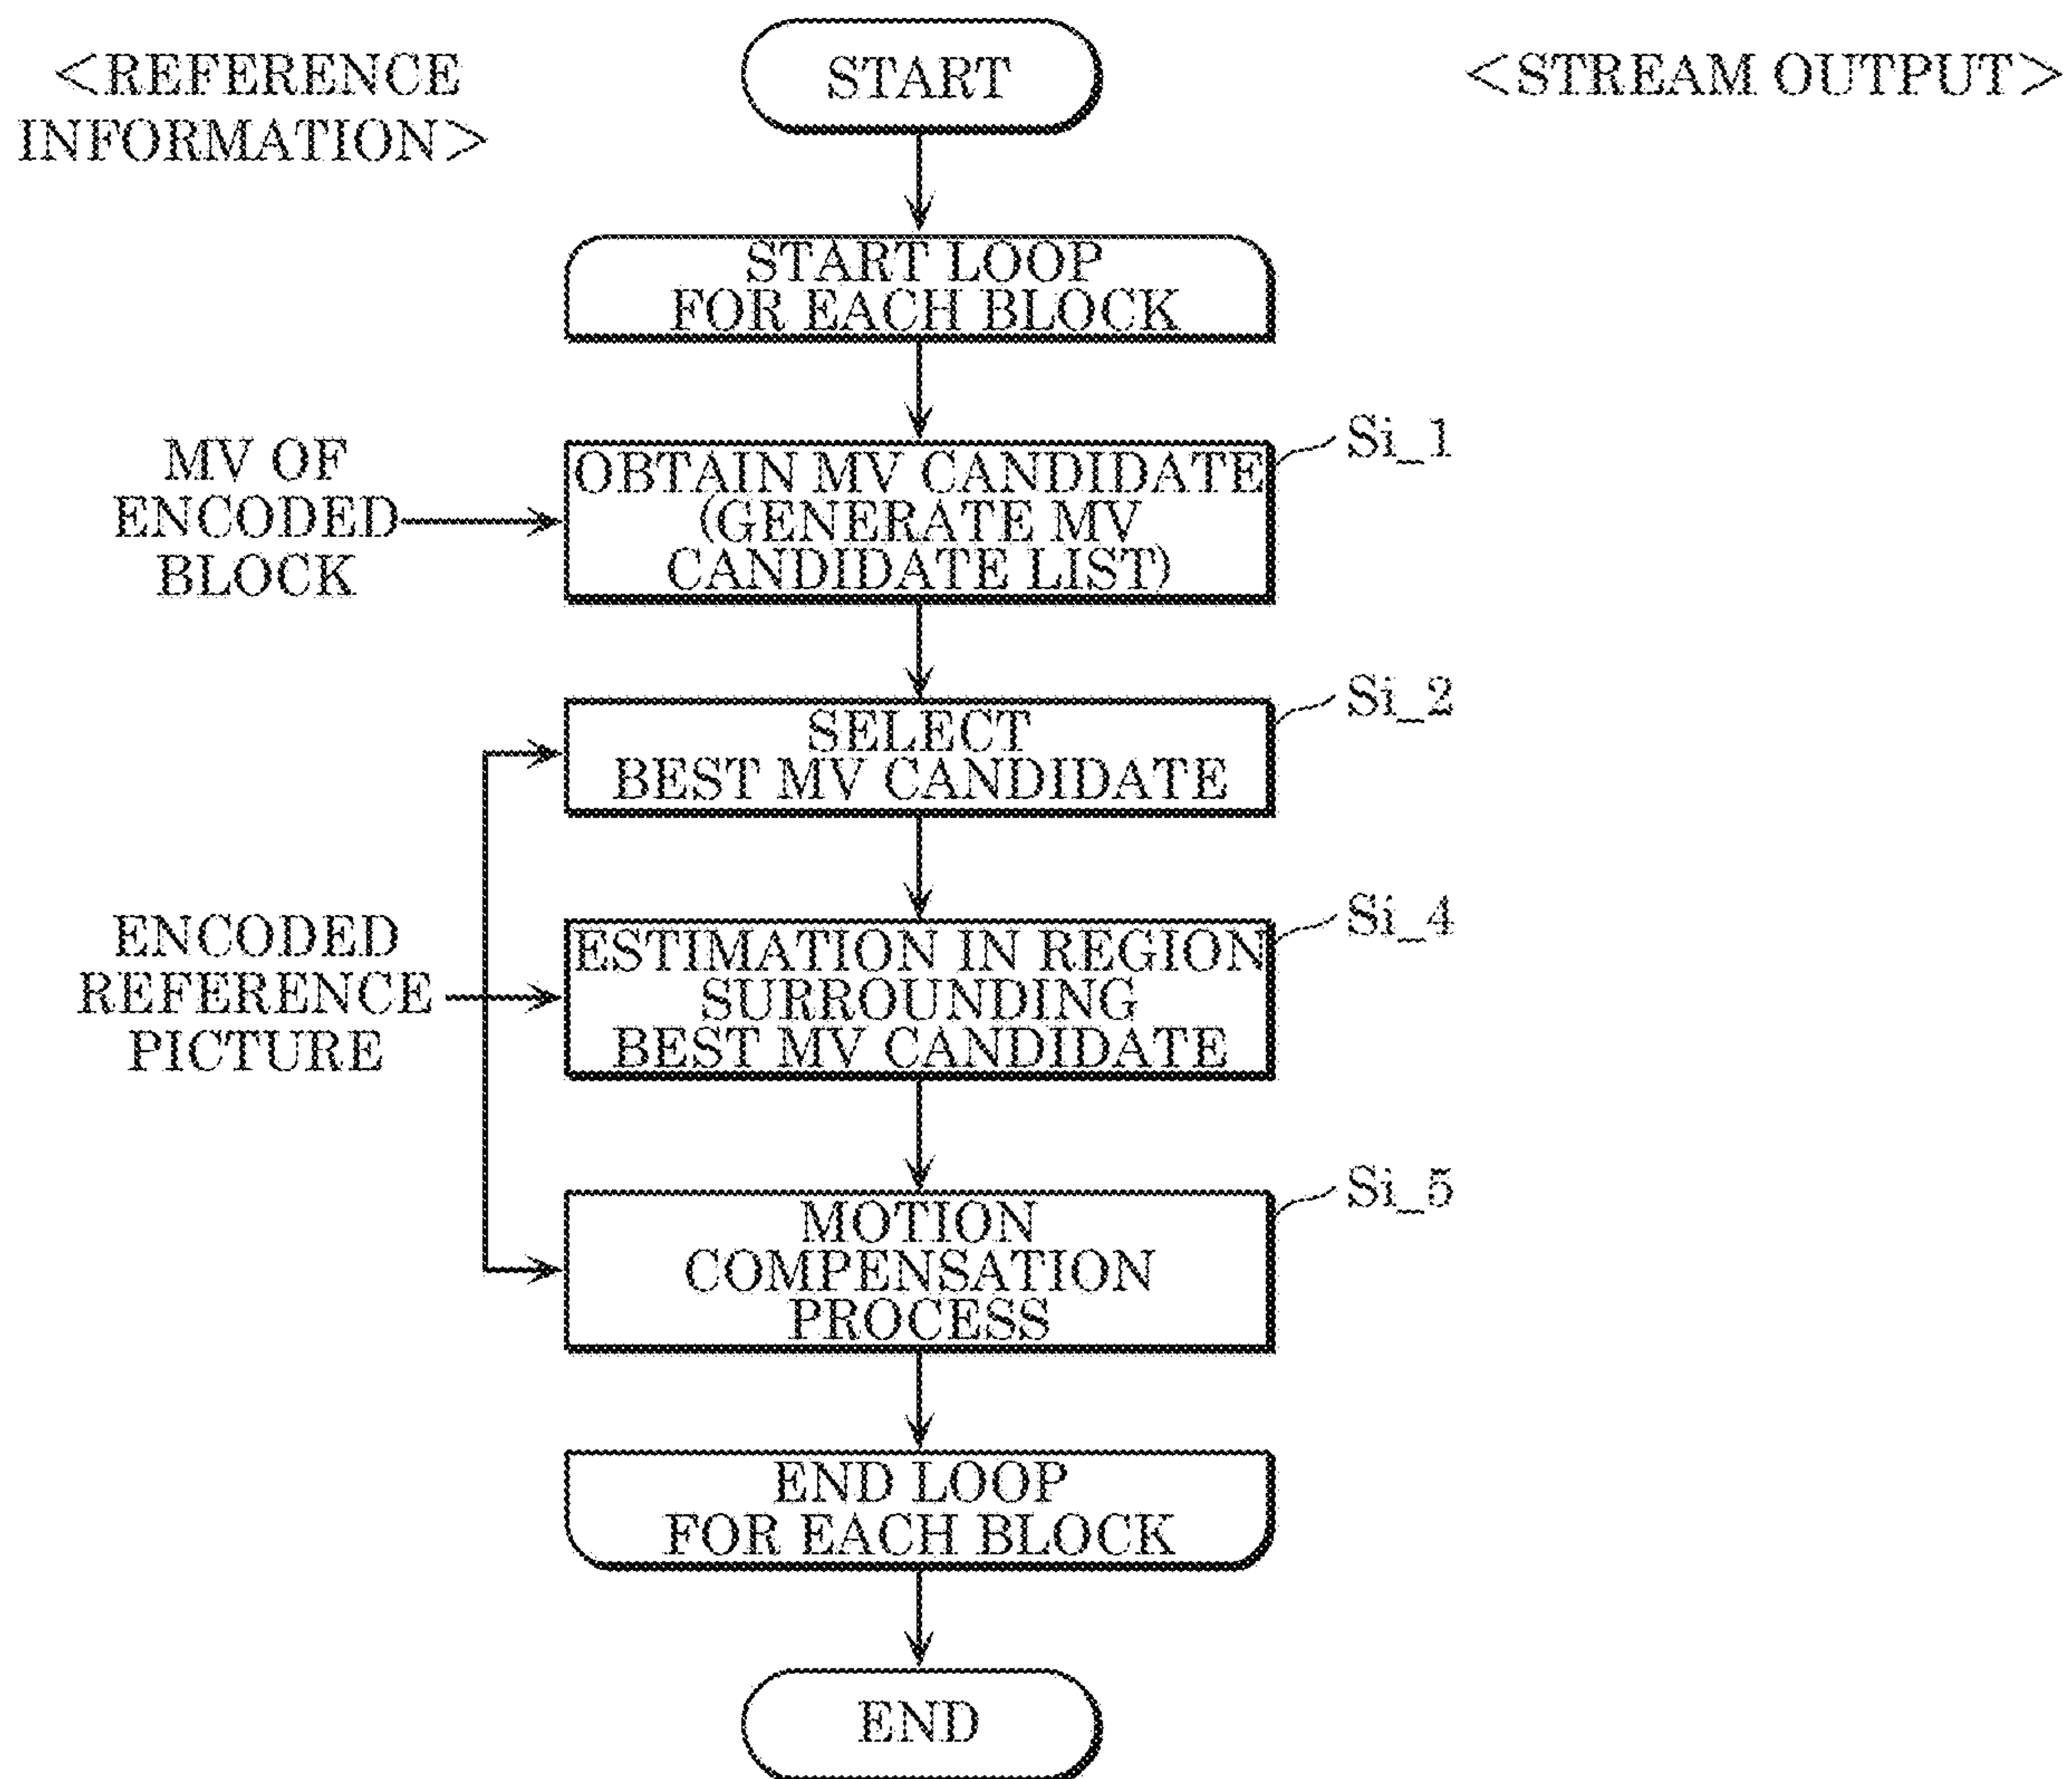 <REFERENCE
INFORMATION>
START
<STREAM OUTPUT>
START LOOP
FOR EACH BLOCK
MV OF
ENCODED
BLOCK
OBTAIN MV CANDIDATE
(GENERATE MV
CANDIDATE LIST)
Si_1
SELECT
BEST MV CANDIDATE
Si_2
ENCODED
REFERENCE
PICTURE
ESTIMATION IN REGION
SURROUNDING
BEST MV CANDIDATE
Si_4
MOTION
COMPENSATION
PROCESS
Si_5
END LOOP
FOR EACH BLOCK
END